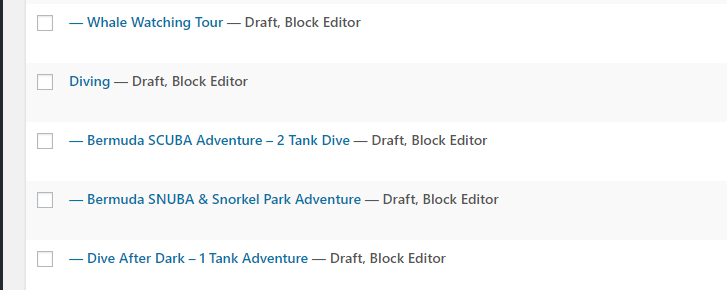 — Whale Watching Tour — Draft, Block Editor
Diving — Draft, Block Editor
— Bermuda SCUBA Adventure – 2 Tank Dive — Draft, Block Editor
— Bermuda SNUBA & Snorkel Park Adventure — Draft, Block Editor
— Dive After Dark – 1 Tank Adventure — Draft, Block Editor